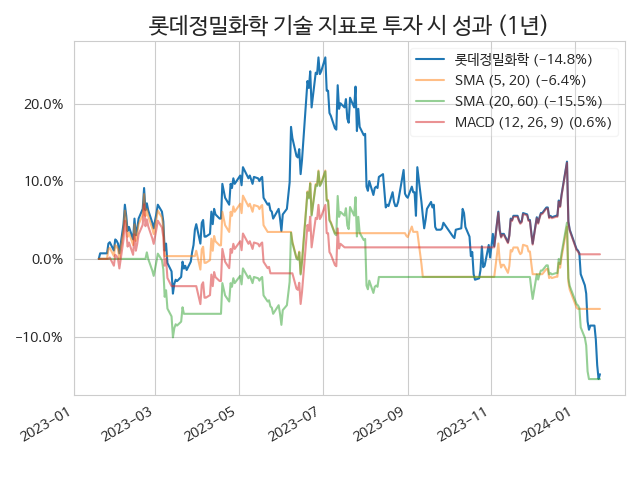 롯데정밀화학 기술 지표로 투자 시 성과 (1년)
롯데정밀화학 (−14.8%)
SMA (5, 20) (−6.4%)
SMA (20, 60) (−15.5%)
MACD (12, 26, 9) (0.6%)
20.0%
10.0%
0.0%
−10.0%
2023-01
2023-03
2023-05
2023-07
2023-09
2023-11
2024-01